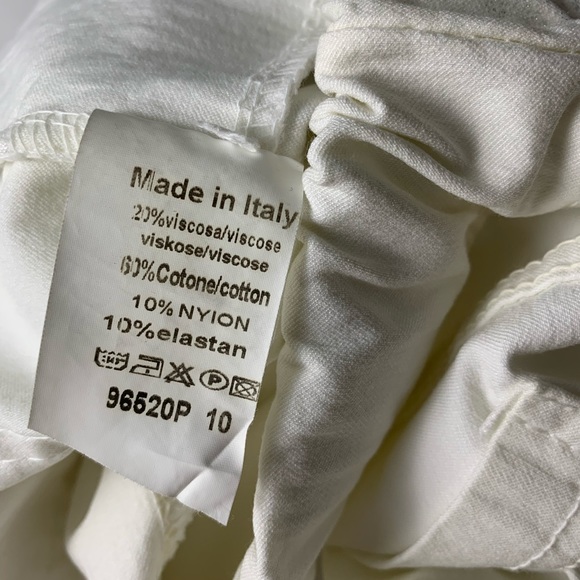 Made in Italy
20%viscosa/viscose
viskose/viscose
60%Cotone/cotton
10% NYION
10%elastan
P
96520P 10